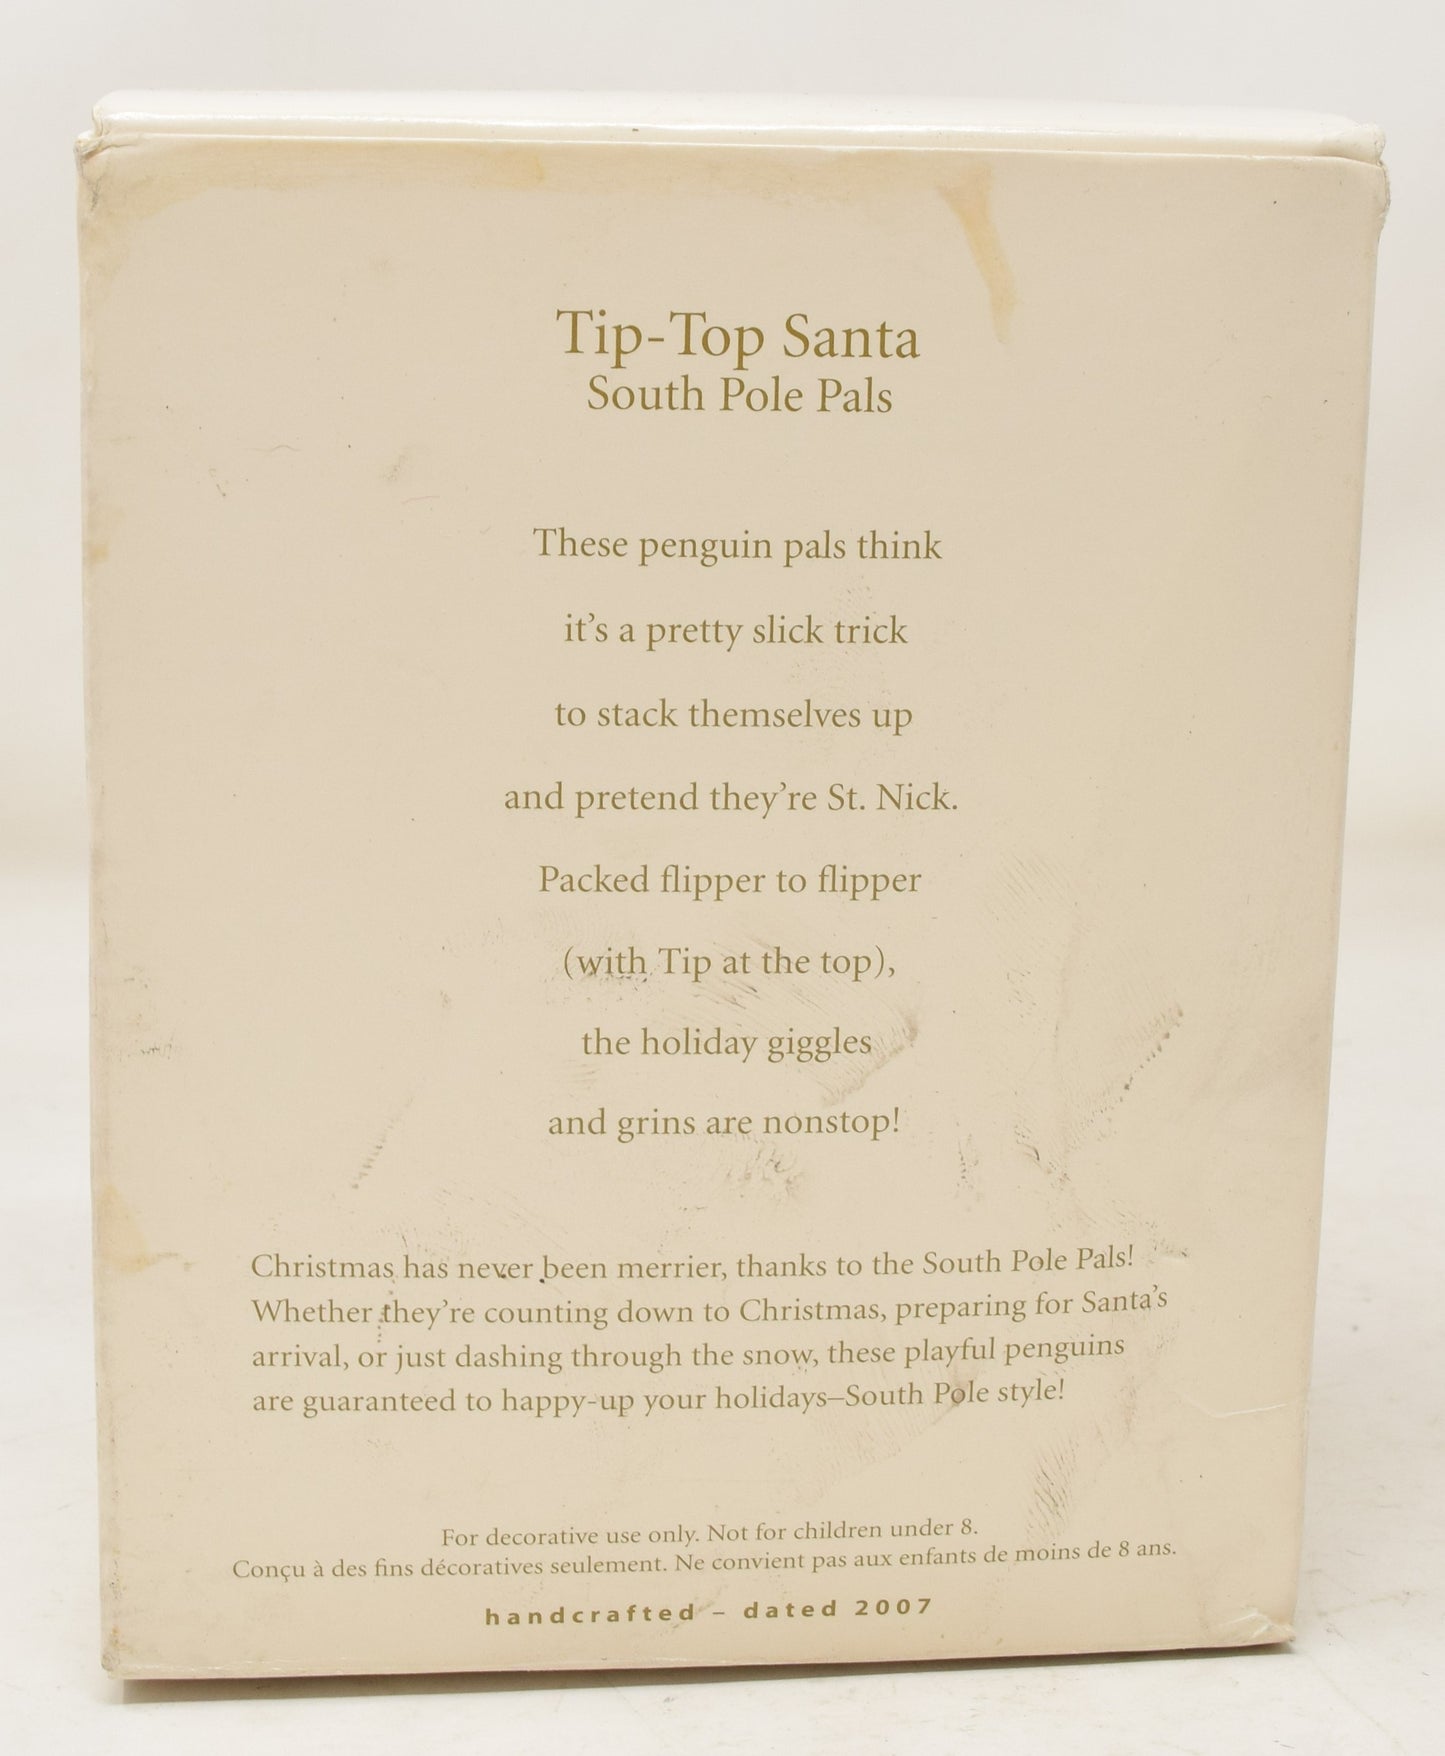 Tip-Top Santa
South Pole Pals
These penguin pals think
it's a pretty slick trick
to stack themselves up
and pretend they're St. Nick.
Packed flipper to flipper
(with Tip at the top),
the holiday giggles
and grins are nonstop!
Christmas has never been merrier, thanks to the South Pole Pals!
Whether they're counting down to Christmas, preparing for Santa's
arrival, or just dashing through the snow, these playful penguins
are guaranteed to happy-up your holidays–South Pole style!
For decorative use only. Not for children under 8.
Conçu à des fins décoratives seulement. Ne convient pas aux enfants de moins de 8 ans.
handcrafted – dated 2007